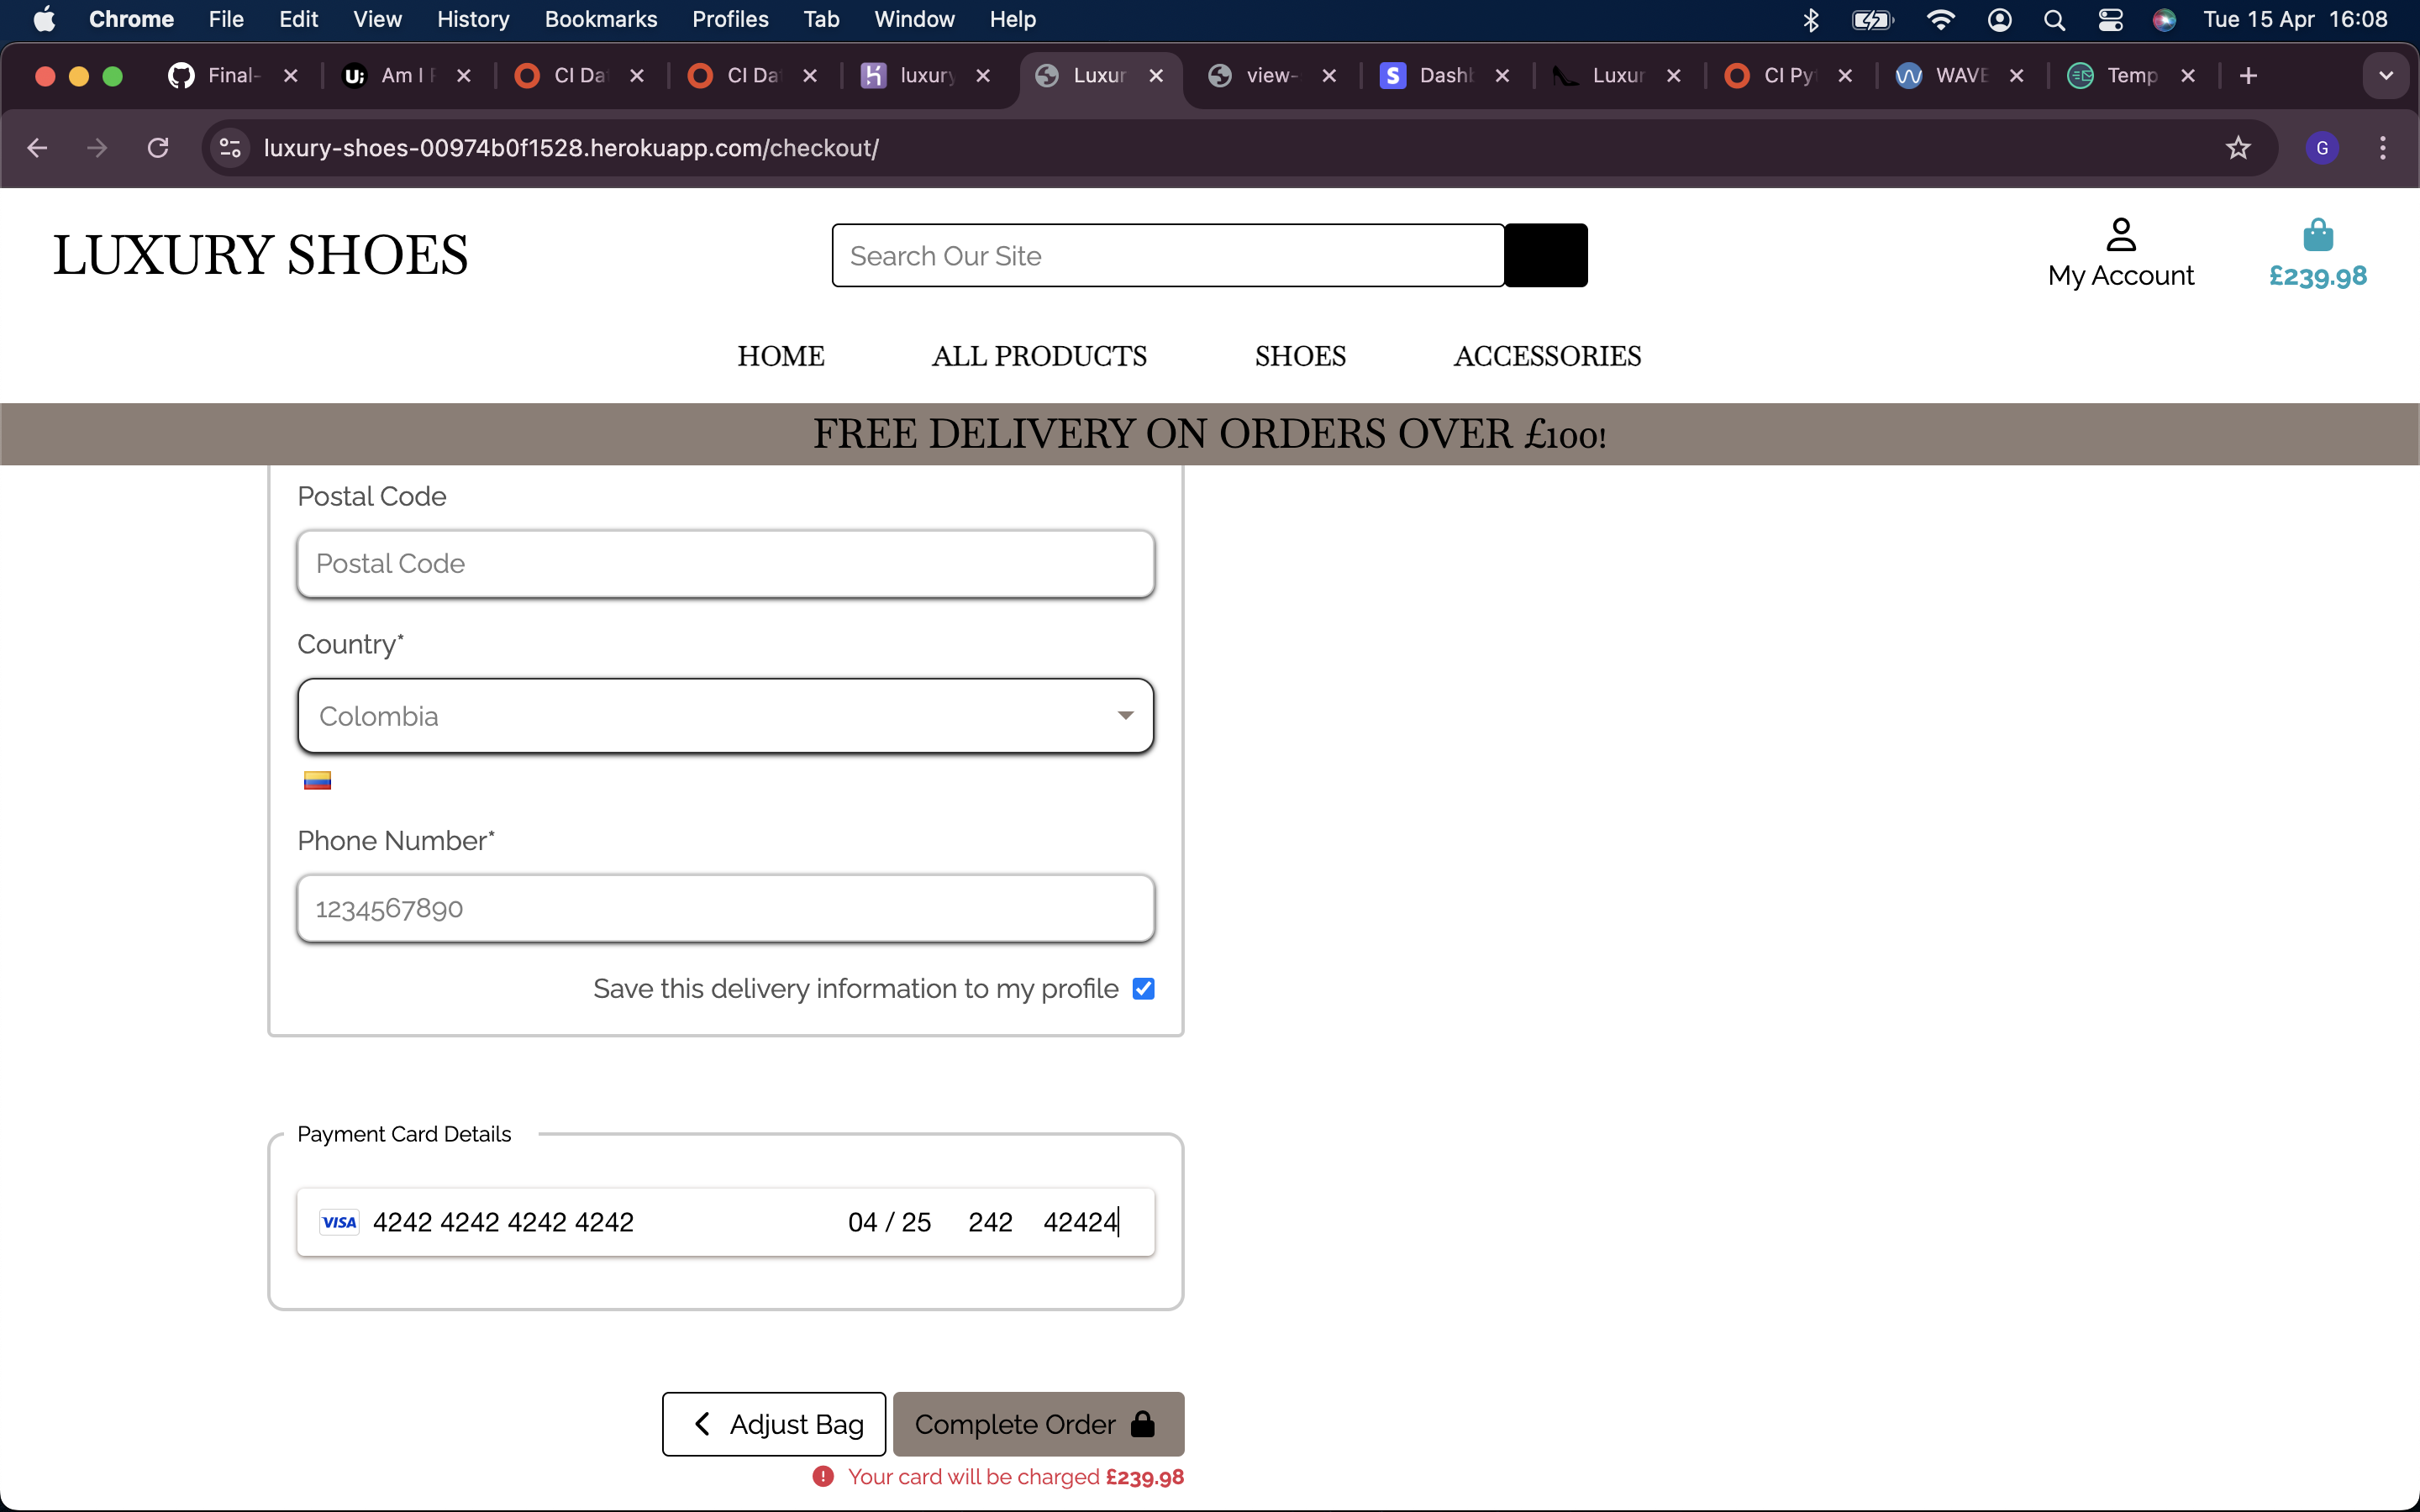 Chrome File Edit View History Bookmarks Profiles Tab Window Help Tue 15 Apr 16:08
Final- Am I CI Da CI Da luxury Luxur view- Dash Luxur CI Py WAVE Temp
luxury-shoes-00974b0f1528.herokuapp.com/checkout/ G
LUXURY SHOES Search Our Site My Account £239.98
HOME ALL PRODUCTS SHOES ACCESSORIES
FREE DELIVERY ON ORDERS OVER £100!
Postal Code
Postal Code
Country*
Colombia
Phone Number*
1234567890
Save this delivery information to my profile
Payment Card Details
VISA 4242 4242 4242 4242 04 / 25 242 42424
Adjust Bag Complete Order
Your card will be charged £239.98